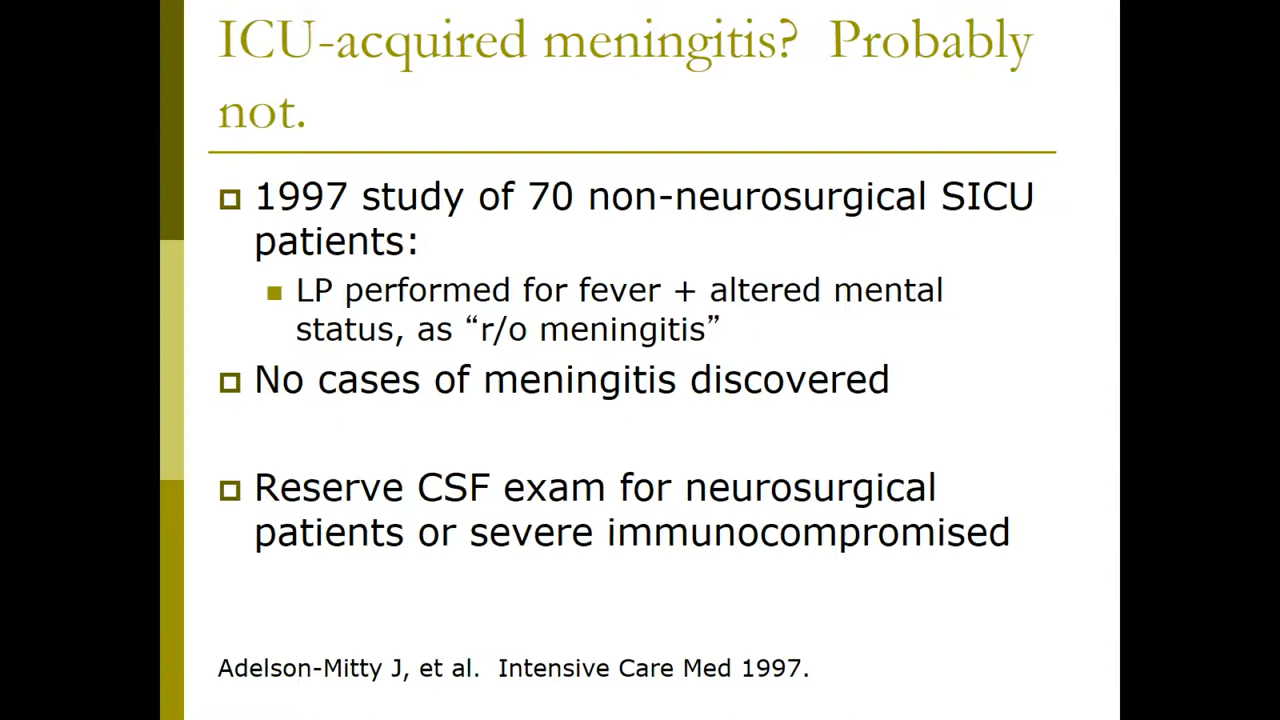 ICU-acquired meningitis? Probably
not.
1997 study of 70 non-neurosurgical SICU
patients:
LP performed for fever + altered mental
status, as “r/o meningitis”
No cases of meningitis discovered
Reserve CSF exam for neurosurgical
patients or severe immunocompromised
Adelson-Mitty J, et al. Intensive Care Med 1997.